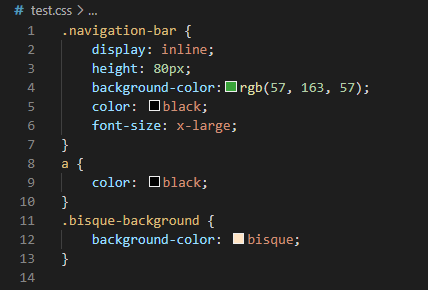 # test.css > ...
1 .navigation-bar {
2     display: inline;
3     height: 80px;
4     background-color: rgb(57, 163, 57);
5     color: black;
6     font-size: x-large;
7 }
8 a {
9     color: black;
10 }
11 .bisque-background {
12     background-color: bisque;
13 }
14